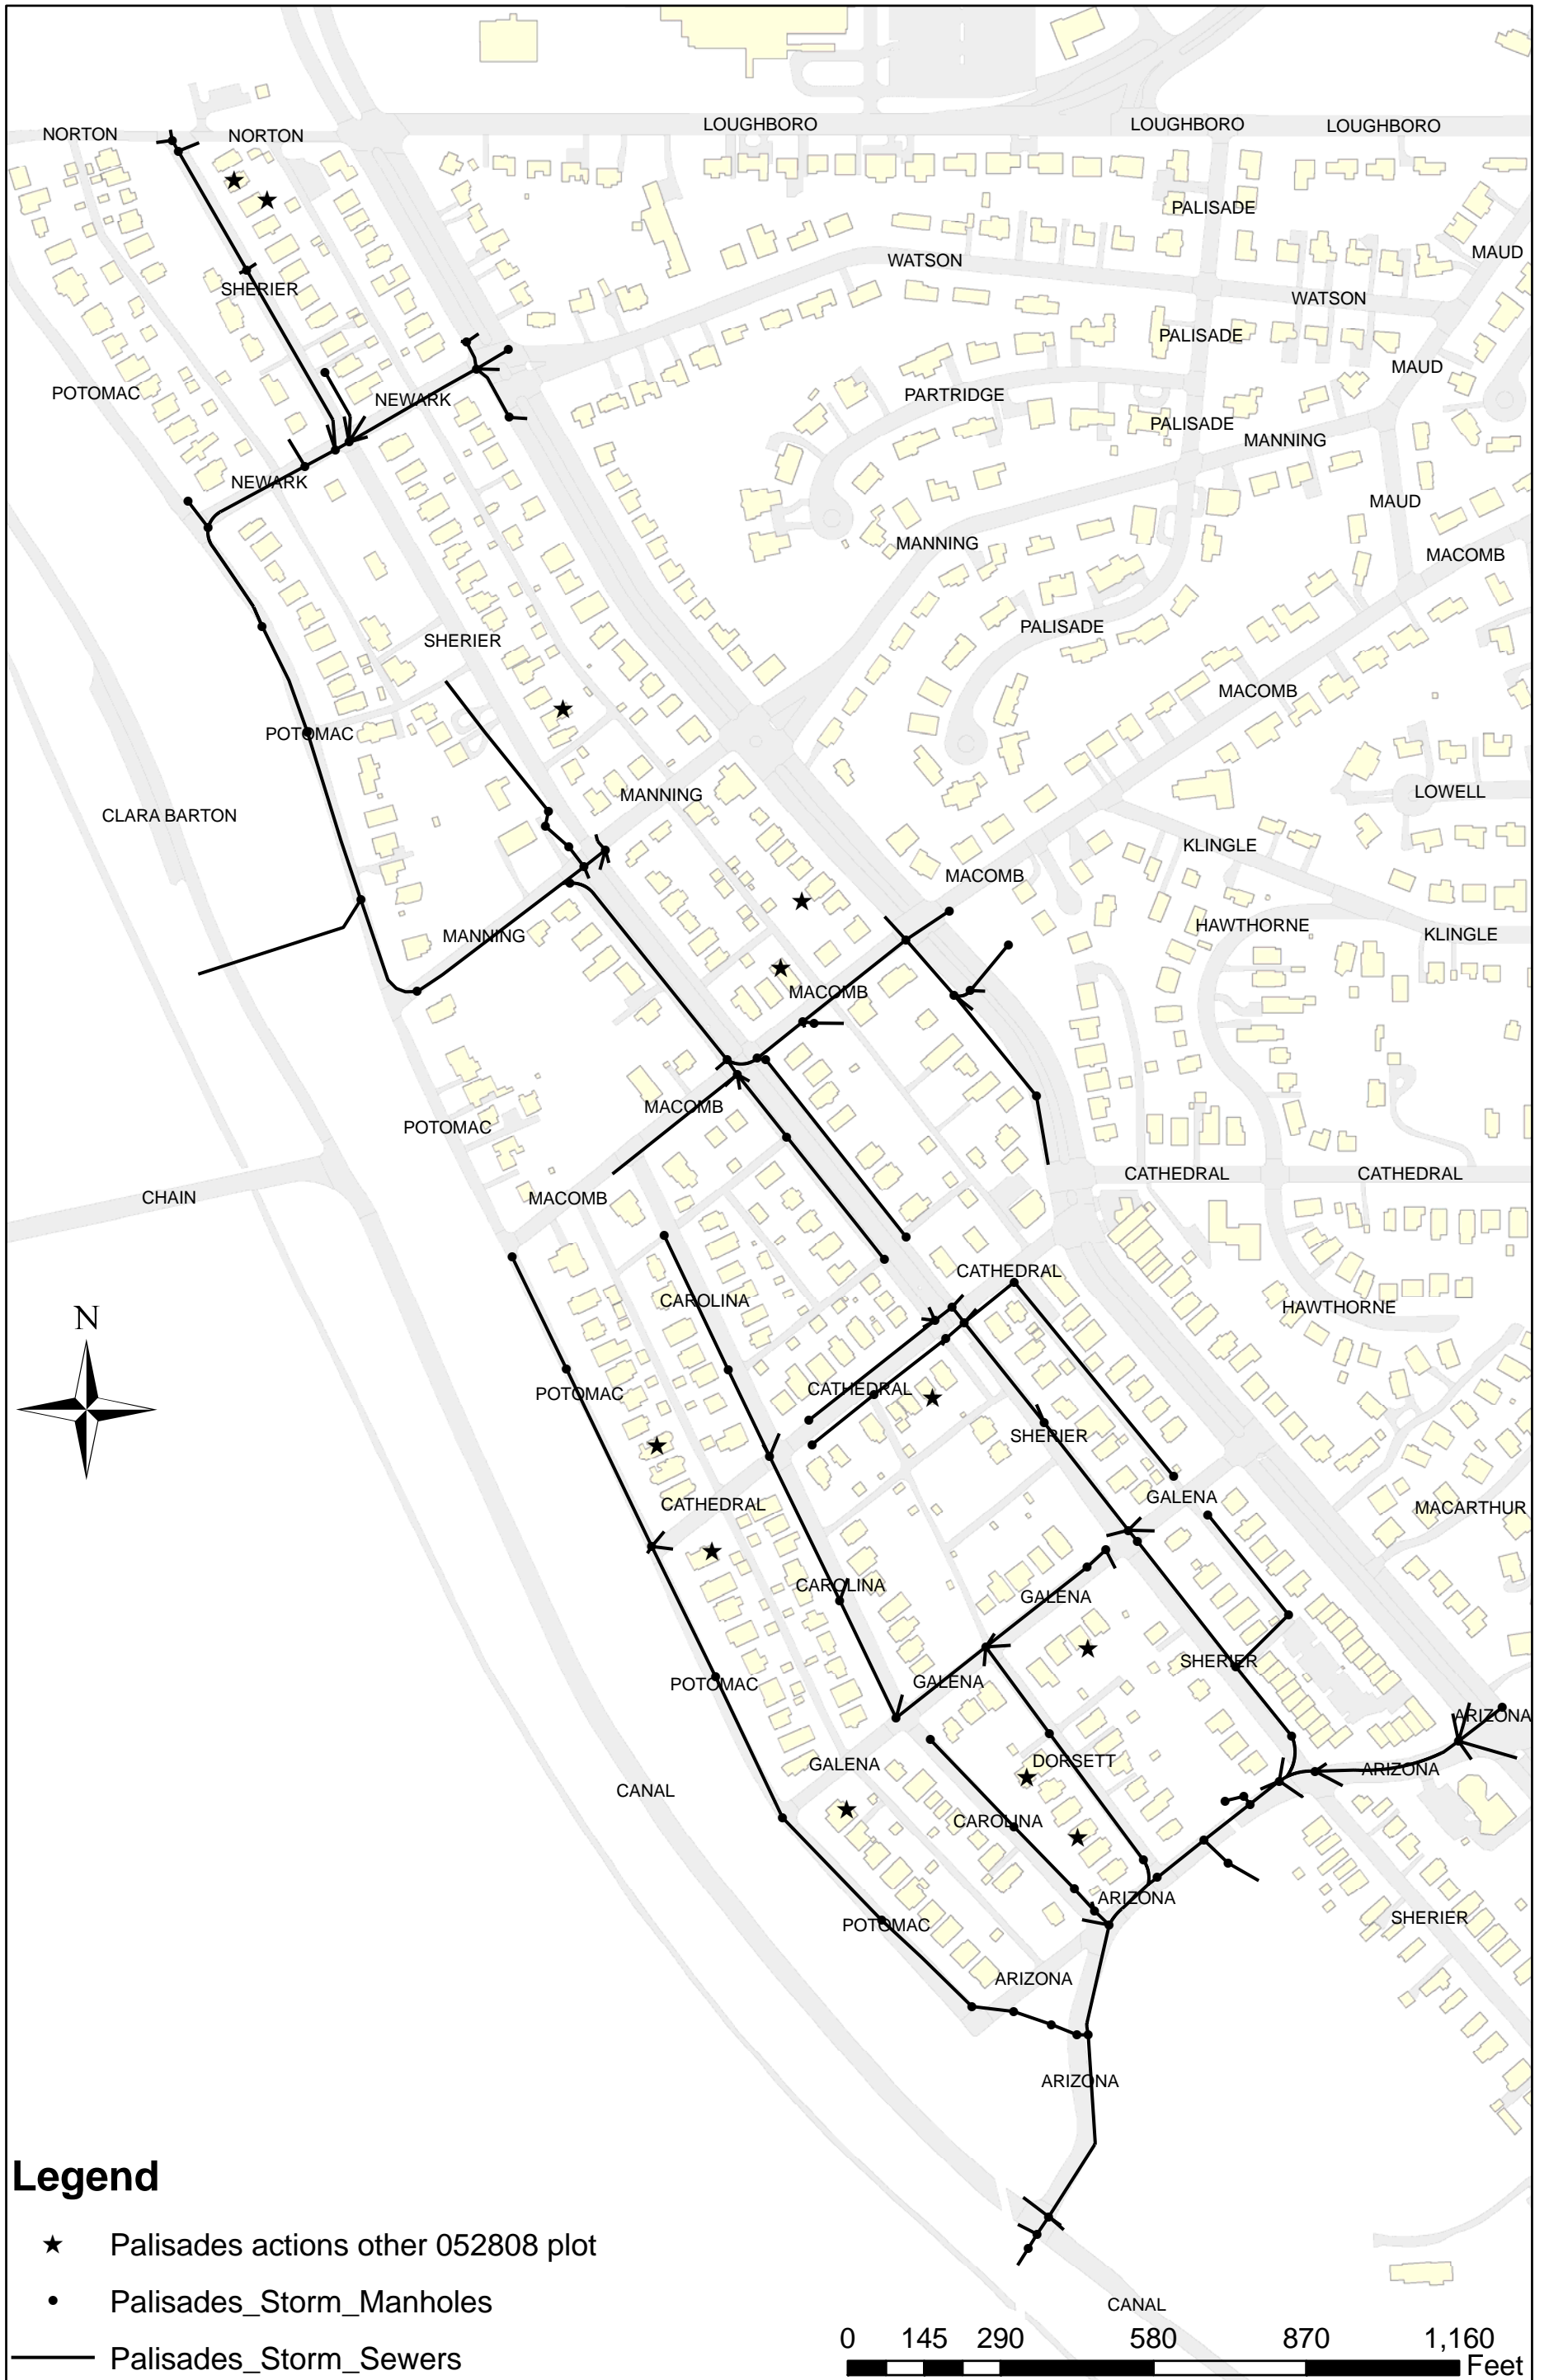 LOUGHBORO LOUGHBORO LOUGHBORO
NORTON NORTON
PALISADE
MAUD
WATSON
SHERIER
WATSON
PALISADE
MAUD
POTOMAC
PARTRIDGE
NEWARK
PALISADE
MANNING
NEWARK
MAUD
MANNING
MACOMB
PALISADE
SHERIER
MACOMB
POTOMAC
LOWELL
MANNING
CLARA BARTON
KLINGLE
MACOMB
HAWTHORNE
KLINGLE
MANNING
MACOMB
MACOMB
POTOMAC
CATHEDRAL CATHEDRAL
CHAIN
MACOMB
CATHEDRAL
CAROLINA
HAWTHORNE
N
CATHEDRAL
POTOMAC
SHERIER
GALENA
CATHEDRAL
MACARTHUR
CAROLINA
GALENA
SHERIER
GALENA
POTOMAC
ARIZONA
DORSETT
GALENA
ARIZONA
CANAL
CAROLINA
ARIZONA
SHERIER
POTOMAC
ARIZONA
ARIZONA
Legend
Palisades actions other 052808 plot
Palisades_Storm_Manholes
CANAL
Palisades_Storm_Sewers
0 145 290 580 870 1,160
Feet